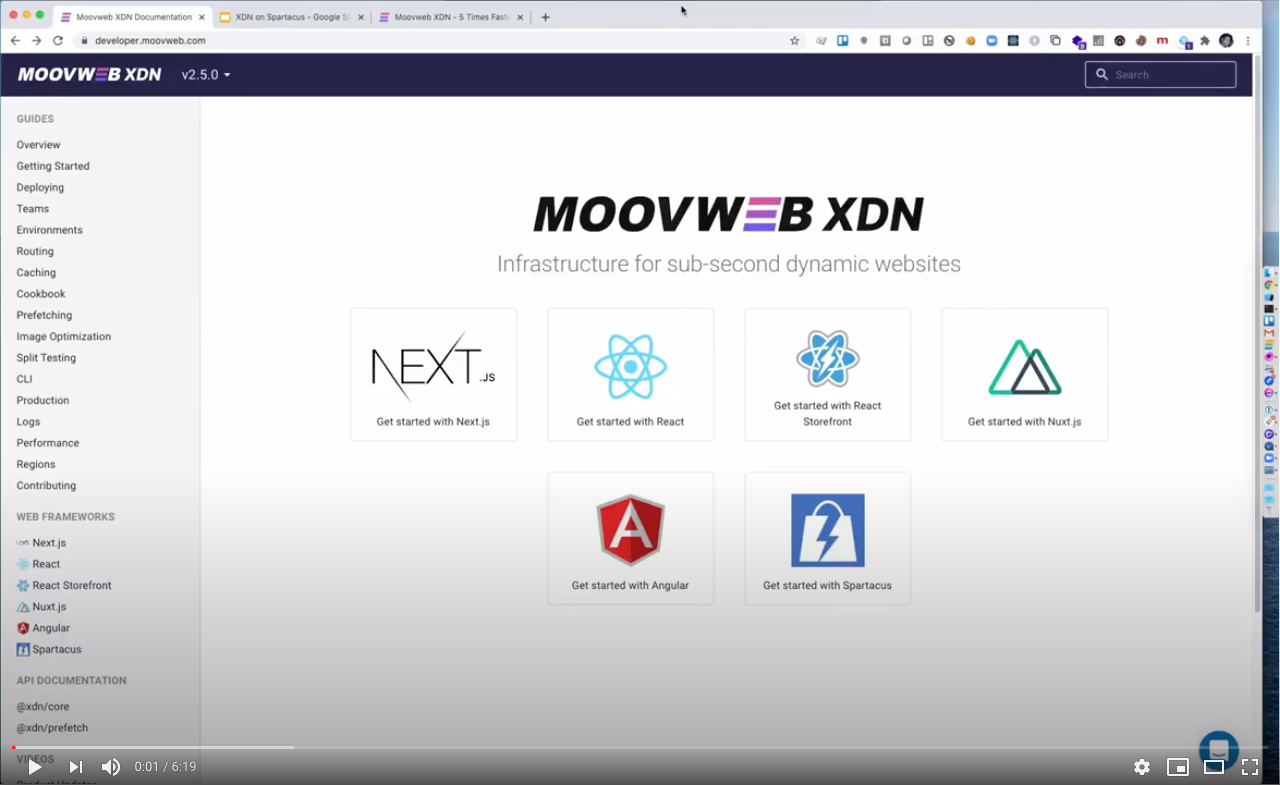 Moovweb XDN Documentation
XDN on Spartacus - Google S
Moovweb XDN - 5 Times Faste
developer.moovweb.com
MOOVWEB XDN
v2.5.0
Search
GUIDES
Overview
Getting Started
Deploying
Teams
Environments
Routing
Caching
Cookbook
Prefetching
Image Optimization
Split Testing
CLI
Production
Logs
Performance
Regions
Contributing
WEB FRAMEWORKS
Next.js
React
React Storefront
Nuxt.js
Angular
Spartacus
API DOCUMENTATION
@xdn/core
@xdn/prefetch
VIDEOS
Product Updates
MOOVWEB XDN
Infrastructure for sub-second dynamic websites
NEXT.JS
Get started with Next.js
Get started with React
Get started with React
Storefront
Get started with Nuxt.js
A
Get started with Angular
Get started with Spartacus
0:01 / 6:19